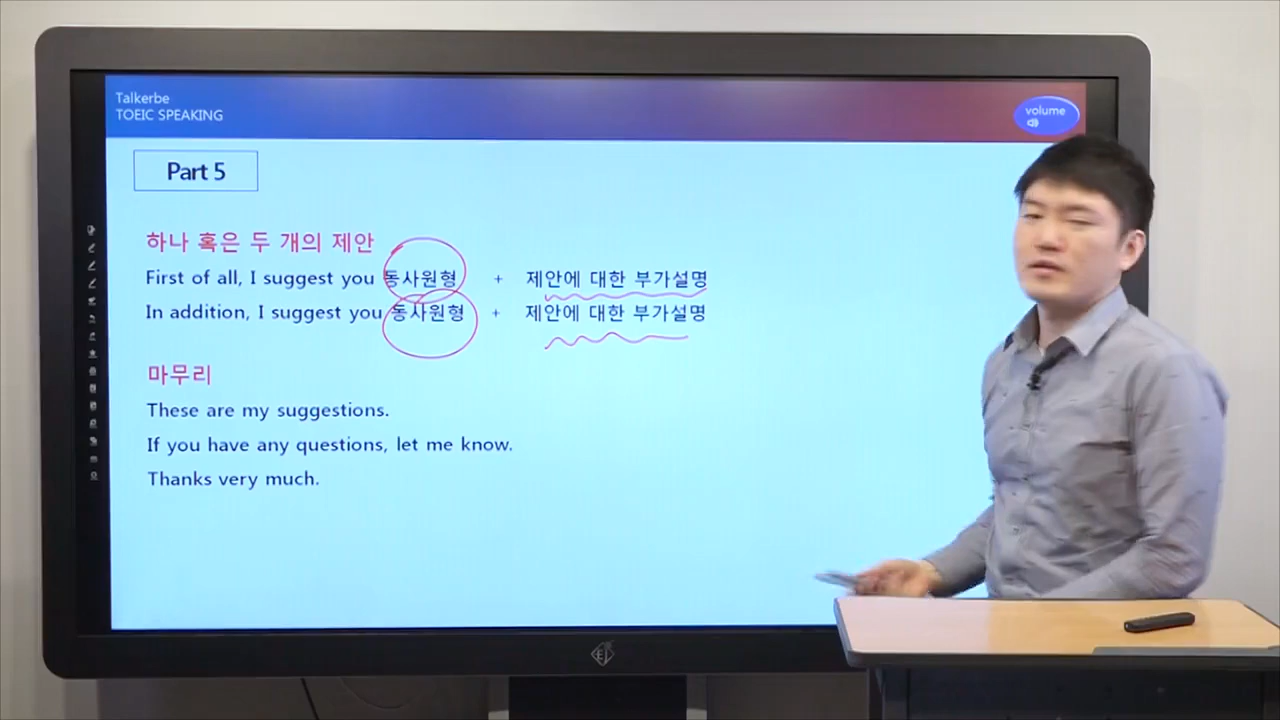 Talkerbe
TOEIC SPEAKING
volume
Part 5
하나 혹은 두 개의 제안
First of all, I suggest you 동사원형 + 제안에 대한 부가설명
In addition, I suggest you 동사원형 + 제안에 대한 부가설명
마무리
These are my suggestions.
If you have any questions, let me know.
Thanks very much.